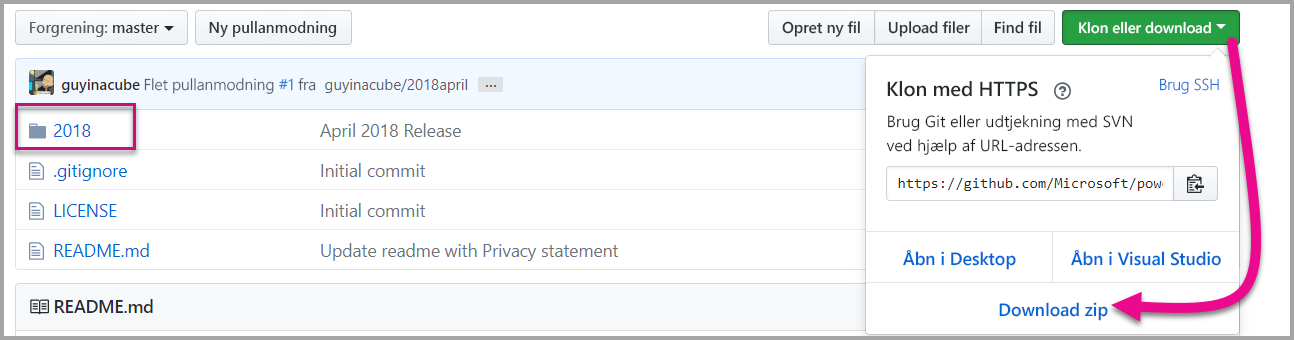 Forgrening: master
Ny pullanmodning
Opret ny fil
Upload filer
Find fil
Klon eller download
guyinacube Flet pullanmodning #1 fra guyinacube/2018april ...
2018 April 2018 Release
.gitignore Initial commit
LICENSE Initial commit
README.md Update readme with Privacy statement
README.md
Klon med HTTPS ?
Brug SSH
Brug Git eller udtjekning med SVN
ved hjælp af URL-adressen.
https://github.com/Microsoft/pow
Åbn i Desktop
Åbn i Visual Studio
Download zip